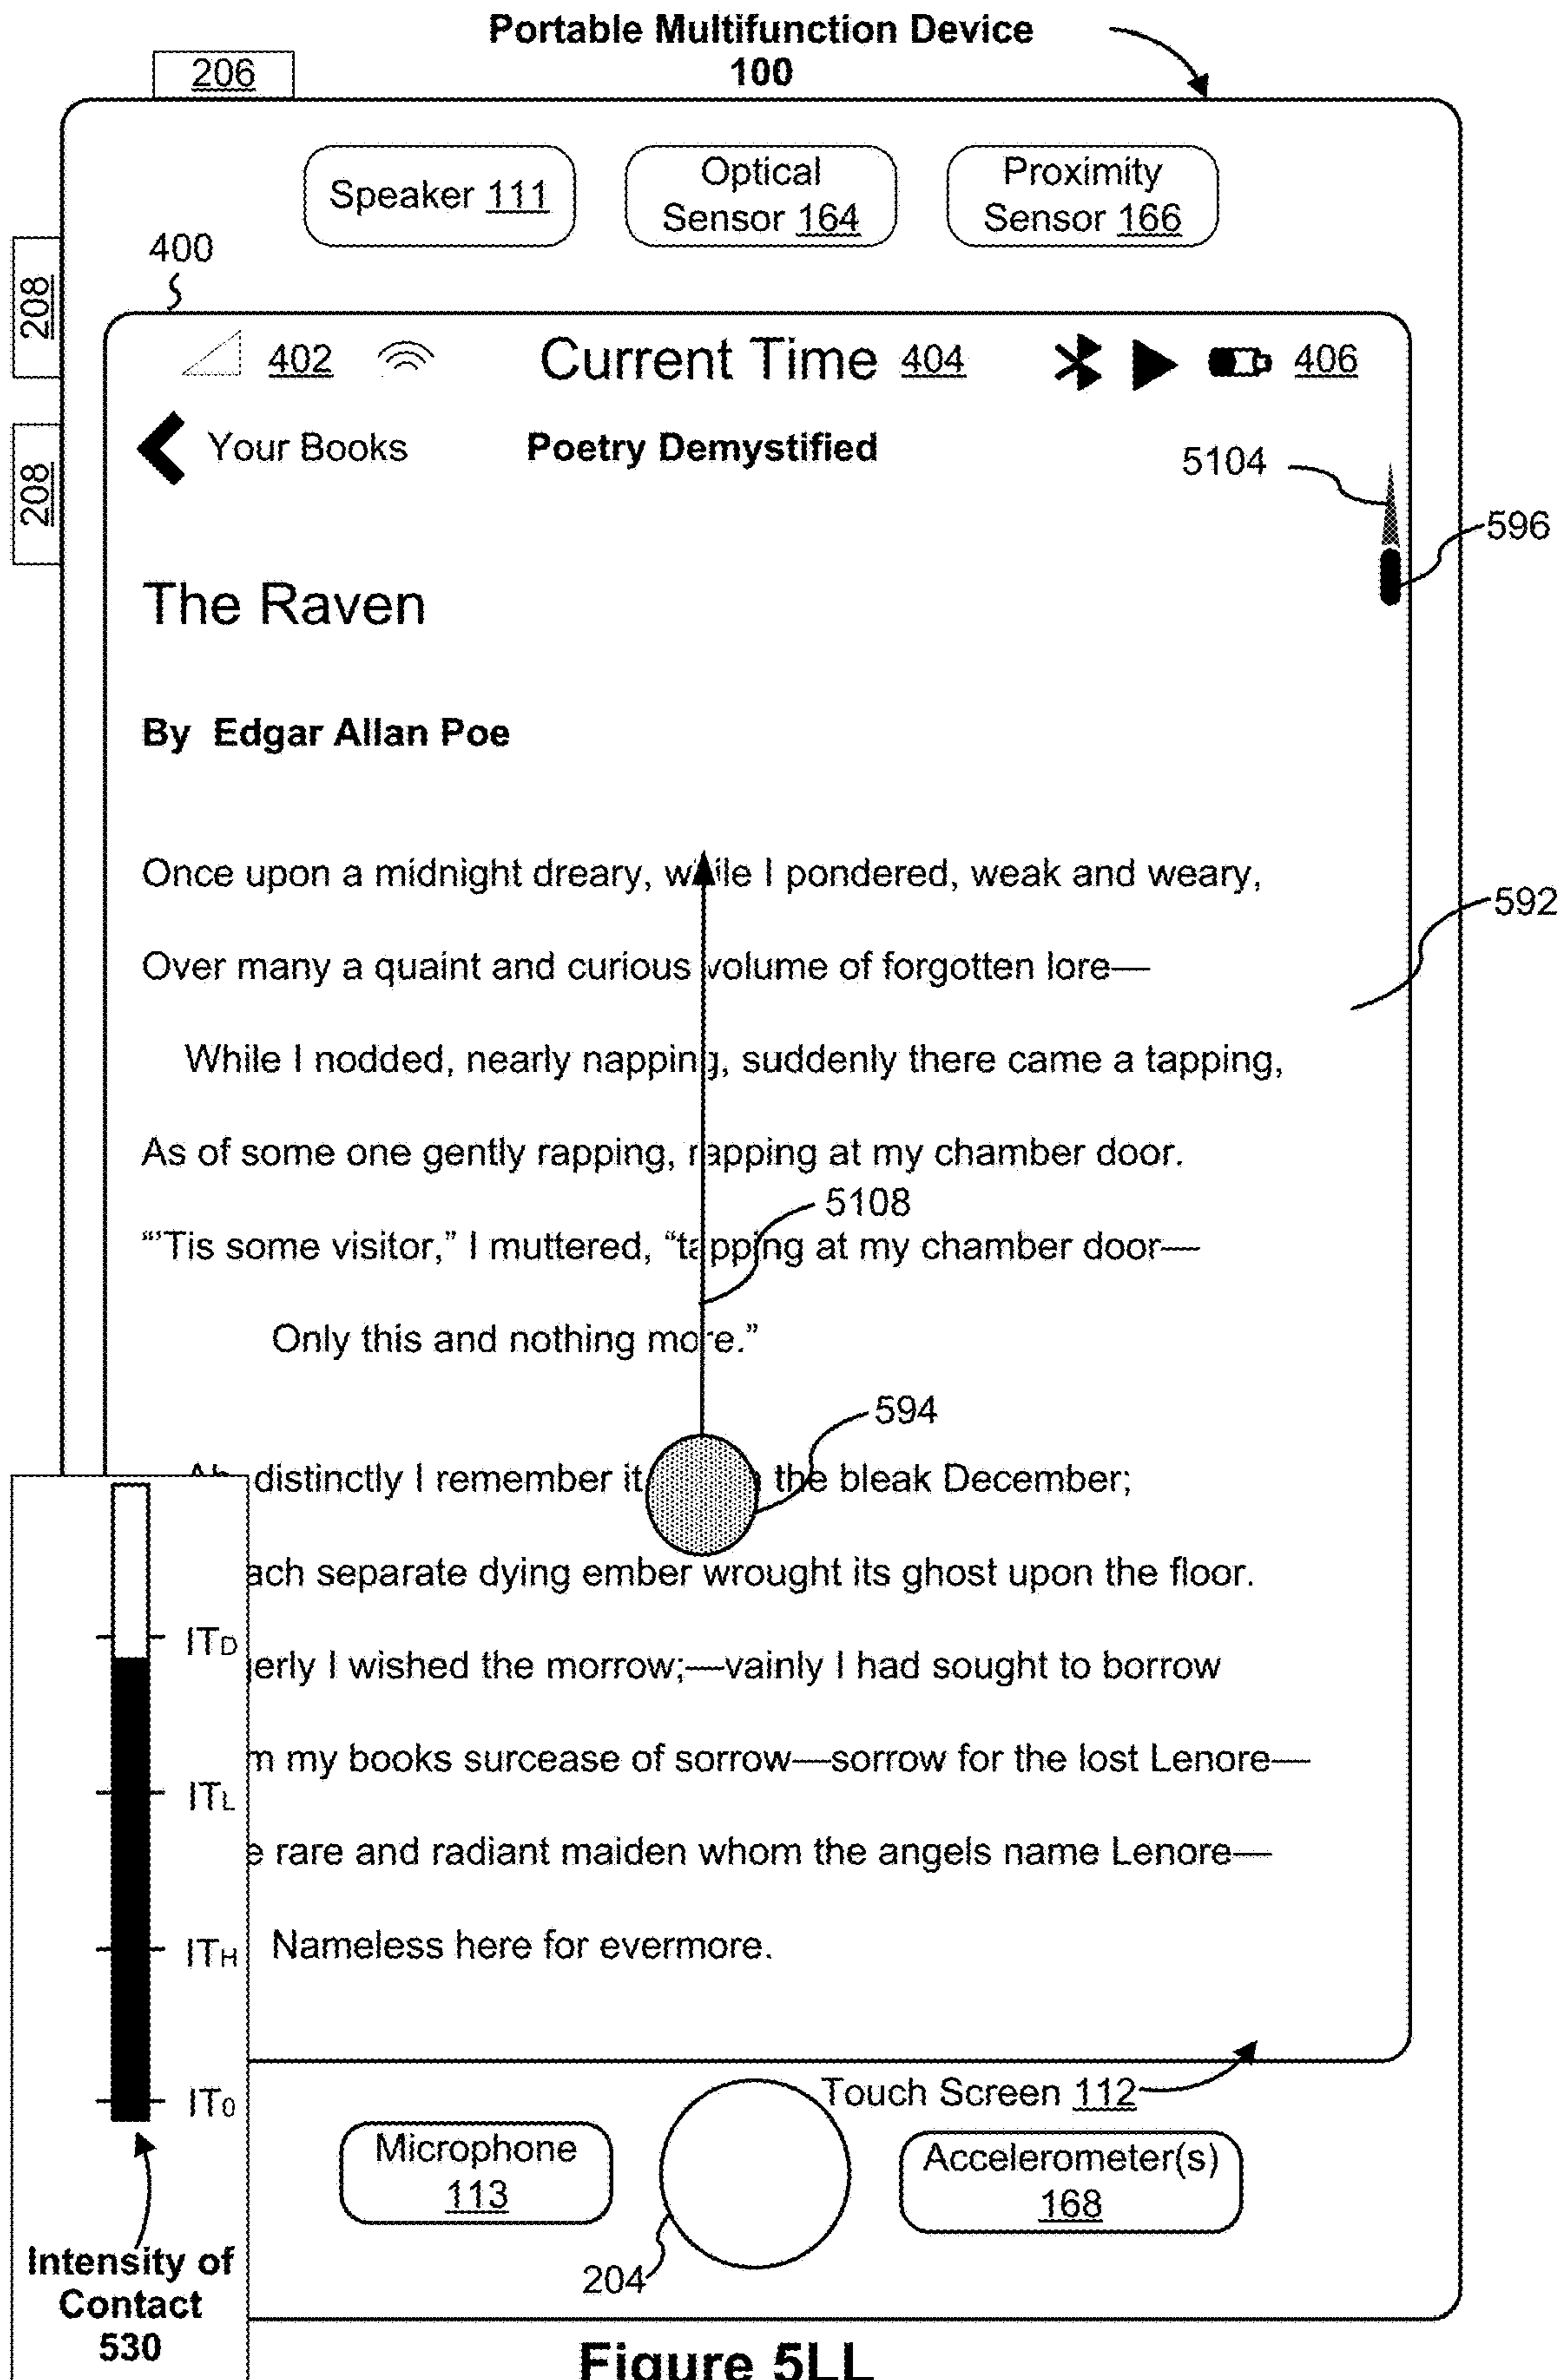 Portable Multifunction Device
100
206
Speaker 111
Optical
Sensor 164
Proximity
Sensor 166
208
400
402
Current Time 404
406
208
Your Books
Poetry Demystified
5104
596
The Raven
By Edgar Allan Poe
Once upon a midnight dreary, while I pondered, weak and weary,
592
Over many a quaint and curious volume of forgotten lore—
While I nodded, nearly napping, suddenly there came a tapping,
As of some one gently rapping, rapping at my chamber door.
5108
“’Tis some visitor,” I muttered, “tapping at my chamber door—
Only this and nothing more.”
594
distinctly I remember it the bleak December;
ach separate dying ember wrought its ghost upon the floor.
ITD
erly I wished the morrow;—vainly I had sought to borrow
m my books surcease of sorrow—sorrow for the lost Lenore—
ITL
e rare and radiant maiden whom the angels name Lenore—
ITH
Nameless here for evermore.
IT0
Touch Screen 112
Microphone
113
Accelerometer(s)
168
204
Intensity of
Contact
530
Figure 5LL